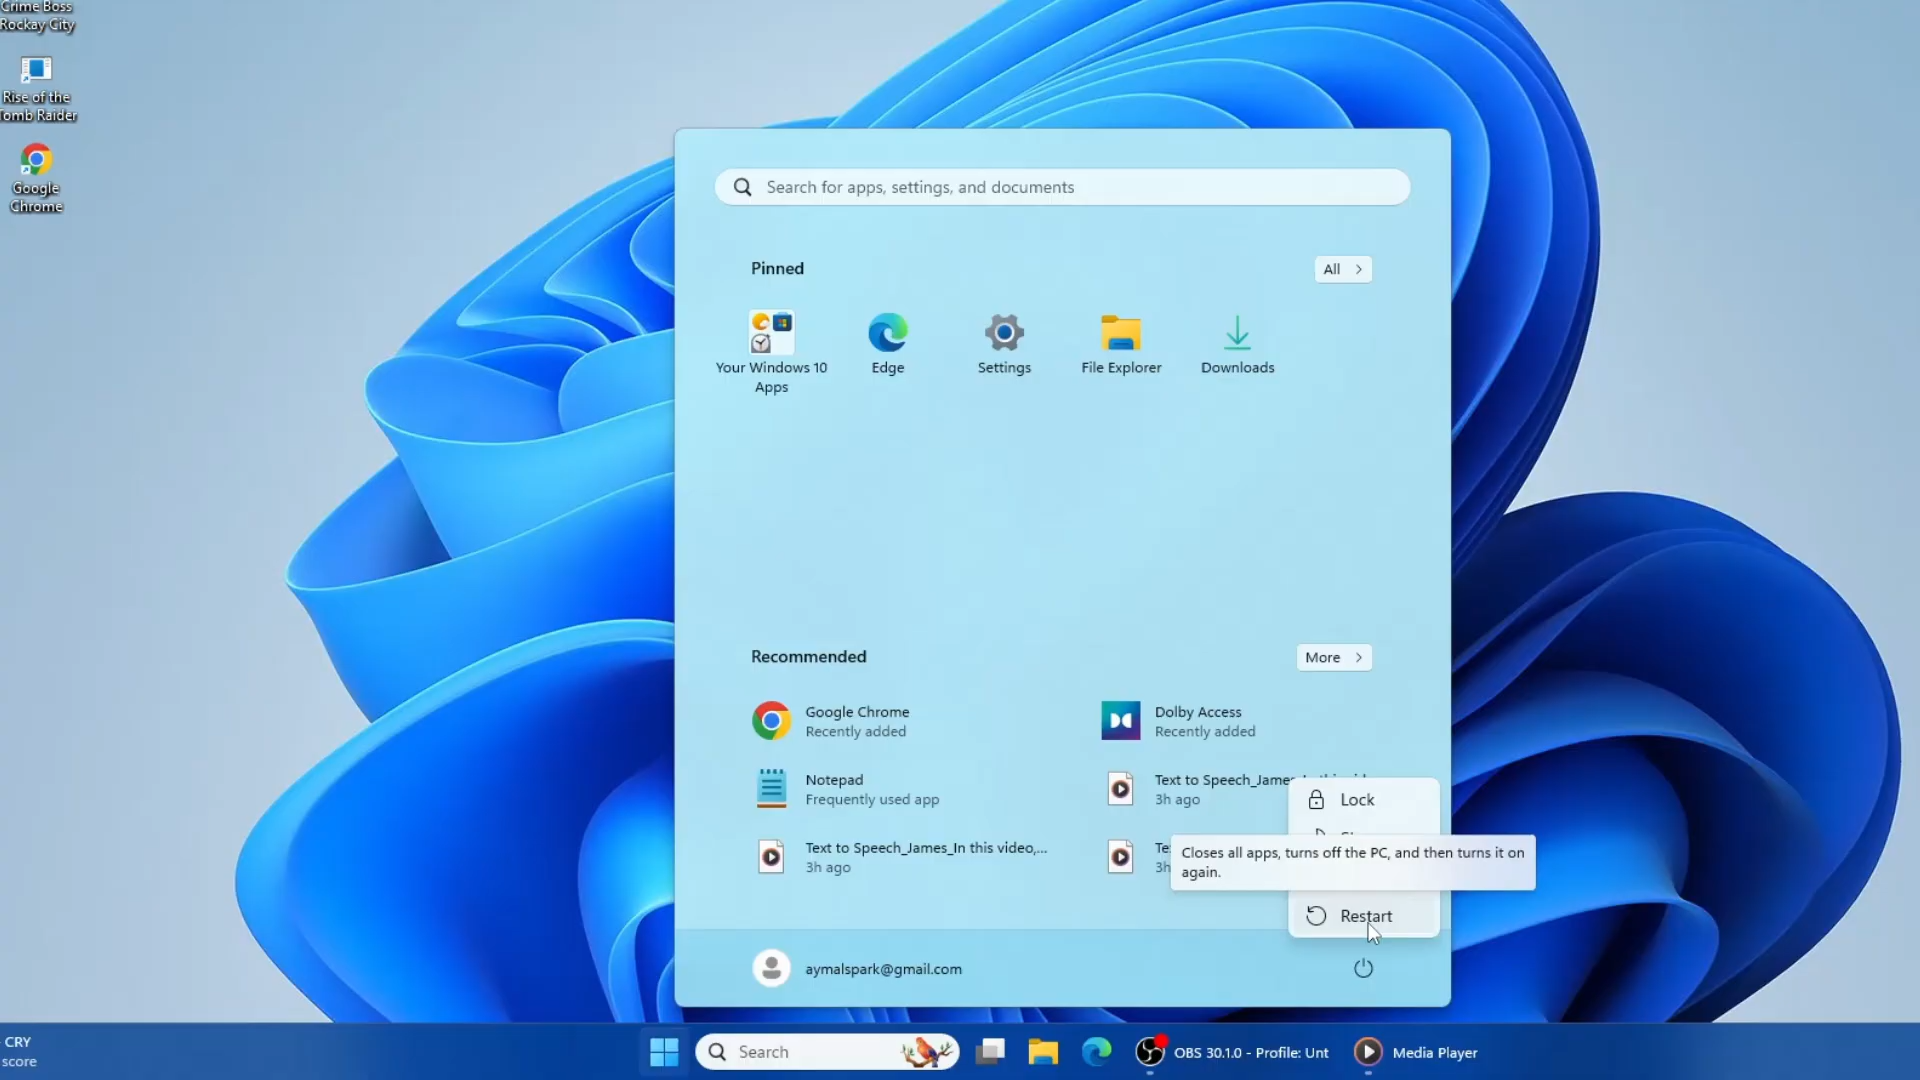 Crime Boss
Rockay City
Rise of the
Tomb Raider
Google
Chrome
Search for apps, settings, and documents
Pinned
All
Your Windows 10
Apps
Edge
Settings
File Explorer
Downloads
Recommended
More
Google Chrome
Recently added
Dolby Access
Recently added
Notepad
Frequently used app
Text to Speech_James_In this vid
3h ago
Text to Speech_James_In this video,...
3h ago
Te
3h
Lock
Closes all apps, turns off the PC, and then turns it on
again.
Restart
aymalspark@gmail.com
CRY
score
Search
OBS 30.1.0 - Profile: Unt
Media Player